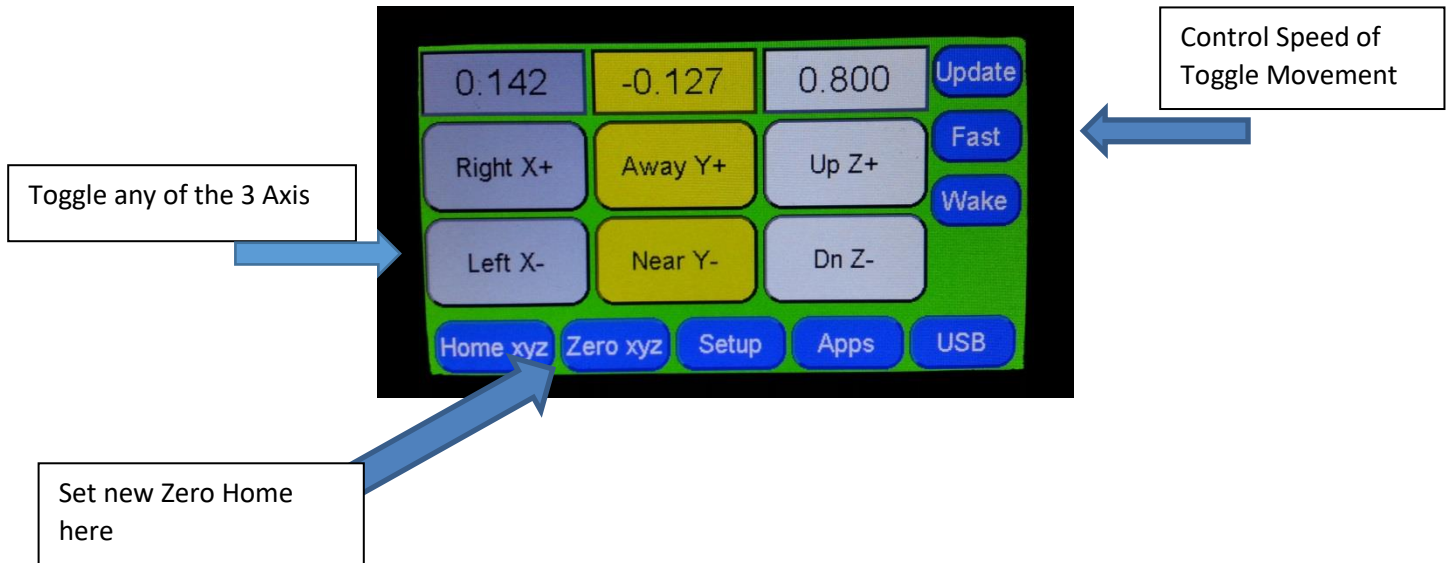 Control Speed of
Toggle Movement
0:142 -0.127 0.800 Update
Right X+ Away Y+ Up Z+ Fast
Wake
Toggle any of the 3 Axis
Left X- Near Y- Dn Z-
Home xyz Zero xyz Setup Apps USB
Set new Zero Home
here